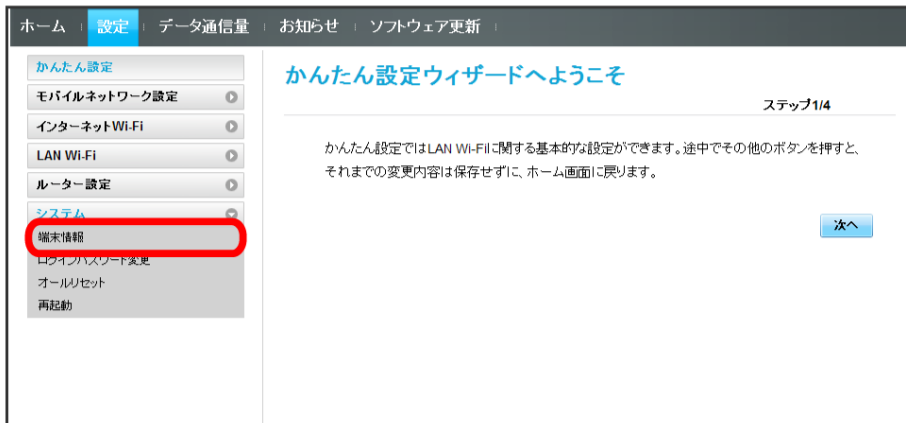 ホーム 設定 データ通信量 お知らせ ソフトウェア更新
かんたん設定
モバイルネットワーク設定
インターネットWi-Fi
LAN Wi-Fi
ルーター設定
システム
端末情報
ログインパスワード変更
オールリセット
再起動
かんたん設定ウィザードへようこそ
ステップ1/4
かんたん設定ではLAN Wi-Fiに関する基本的な設定ができます。途中でその他のボタンを押すと、
それまでの変更内容は保存せずに、ホーム画面に戻ります。
次へ